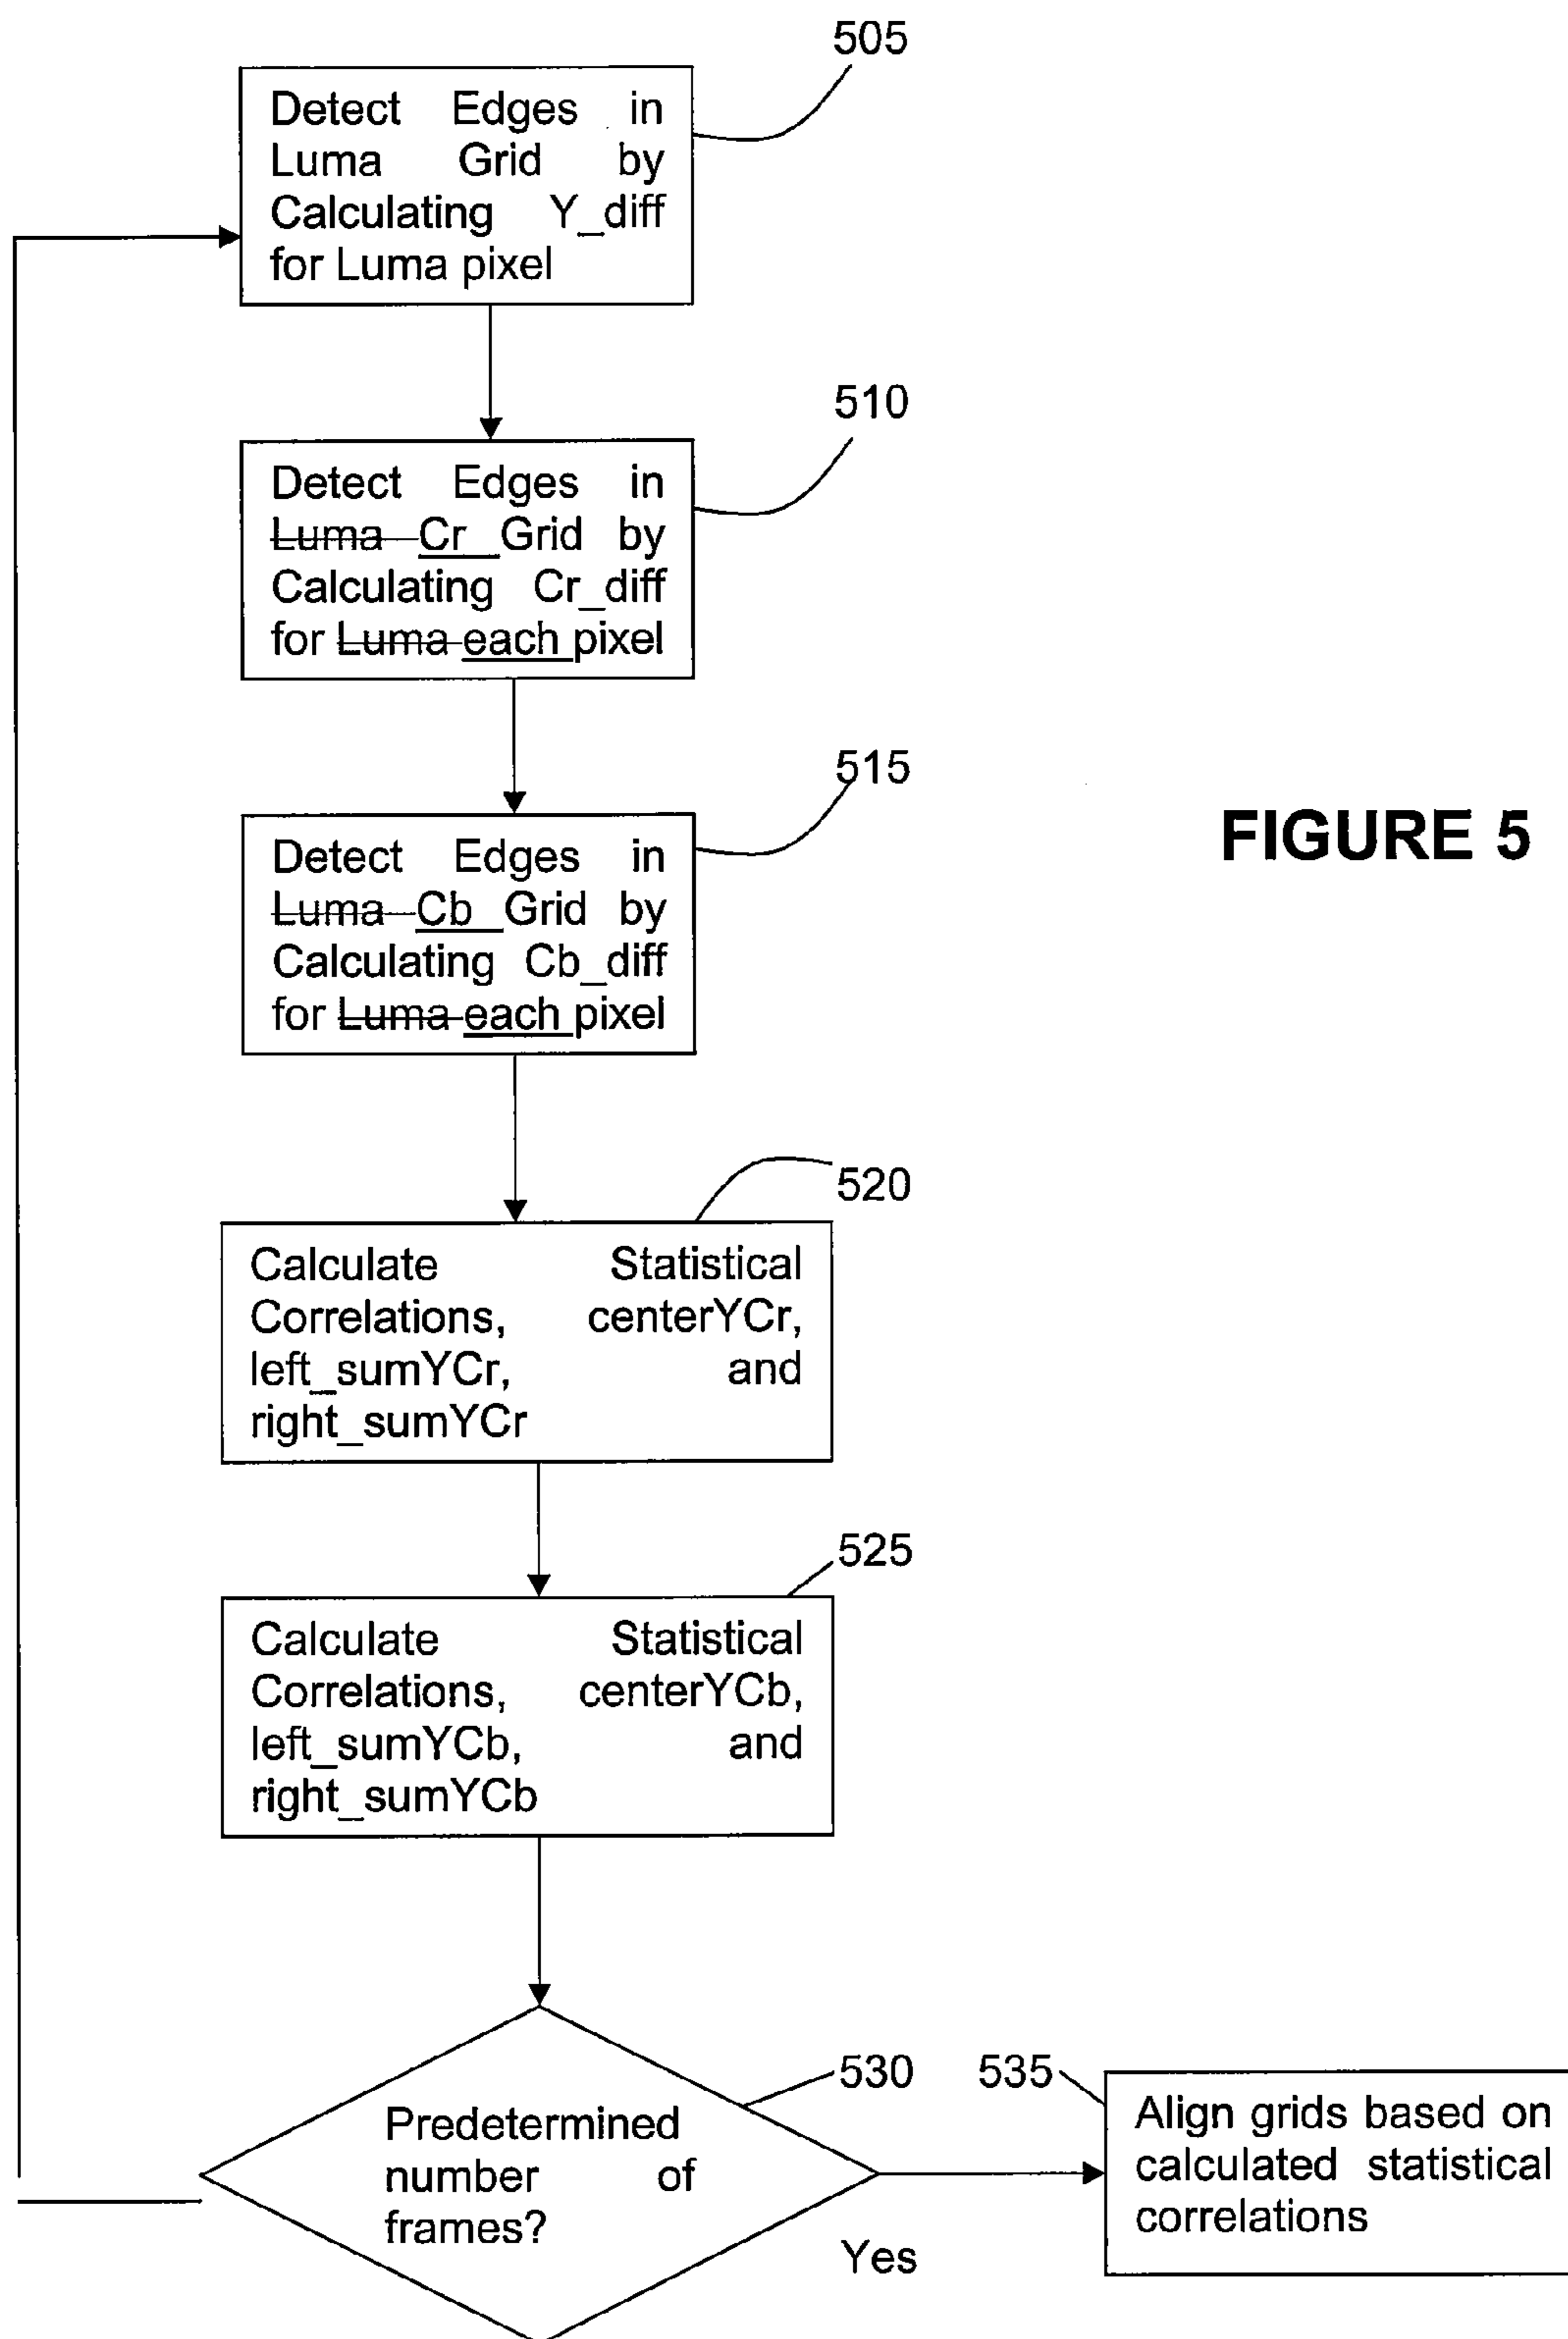 505
Detect Edges in
Luma Grid by
Calculating Y_diff
for Luma pixel
510
Detect Edges in
Luma Cr Grid by
Calculating Cr_diff
for Luma each pixel
515
Detect Edges in
Luma Cb Grid by
Calculating Cb_diff
for Luma each pixel
FIGURE 5
520
Calculate Statistical
Correlations, centerYCr,
left_sumYCr, and
right_sumYCr
525
Calculate Statistical
Correlations, centerYCb,
left_sumYCb, and
right_sumYCb
530
Predetermined
number of
frames?
Yes
535
Align grids based on
calculated statistical
correlations